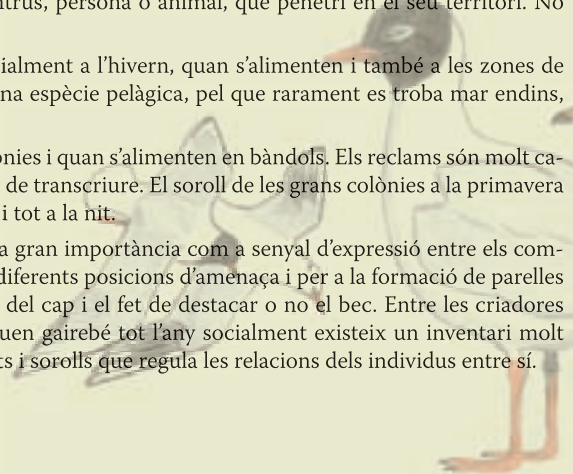 ntrús, persona o animal, que penetri en el seu territori. No
ialment a l’hivern, quan s’alimenten i també a les zones de
na espècie pelàgica, pel que rarament es troba mar endins,
nies i quan s’alimenten en bàndols. Els reclams són molt ca-
de transcriure. El soroll de les grans colònies a la primavera
i tot a la nit.
a gran importància com a senyal d’expressió entre els com-
diferents posicions d’amenaça i per a la formació de parelles
del cap i el fet de destacar o no el bec. Entre les criadores
uen gairebé tot l’any socialment existeix un inventari molt
ts i sorolls que regula les relacions dels individus entre sí.